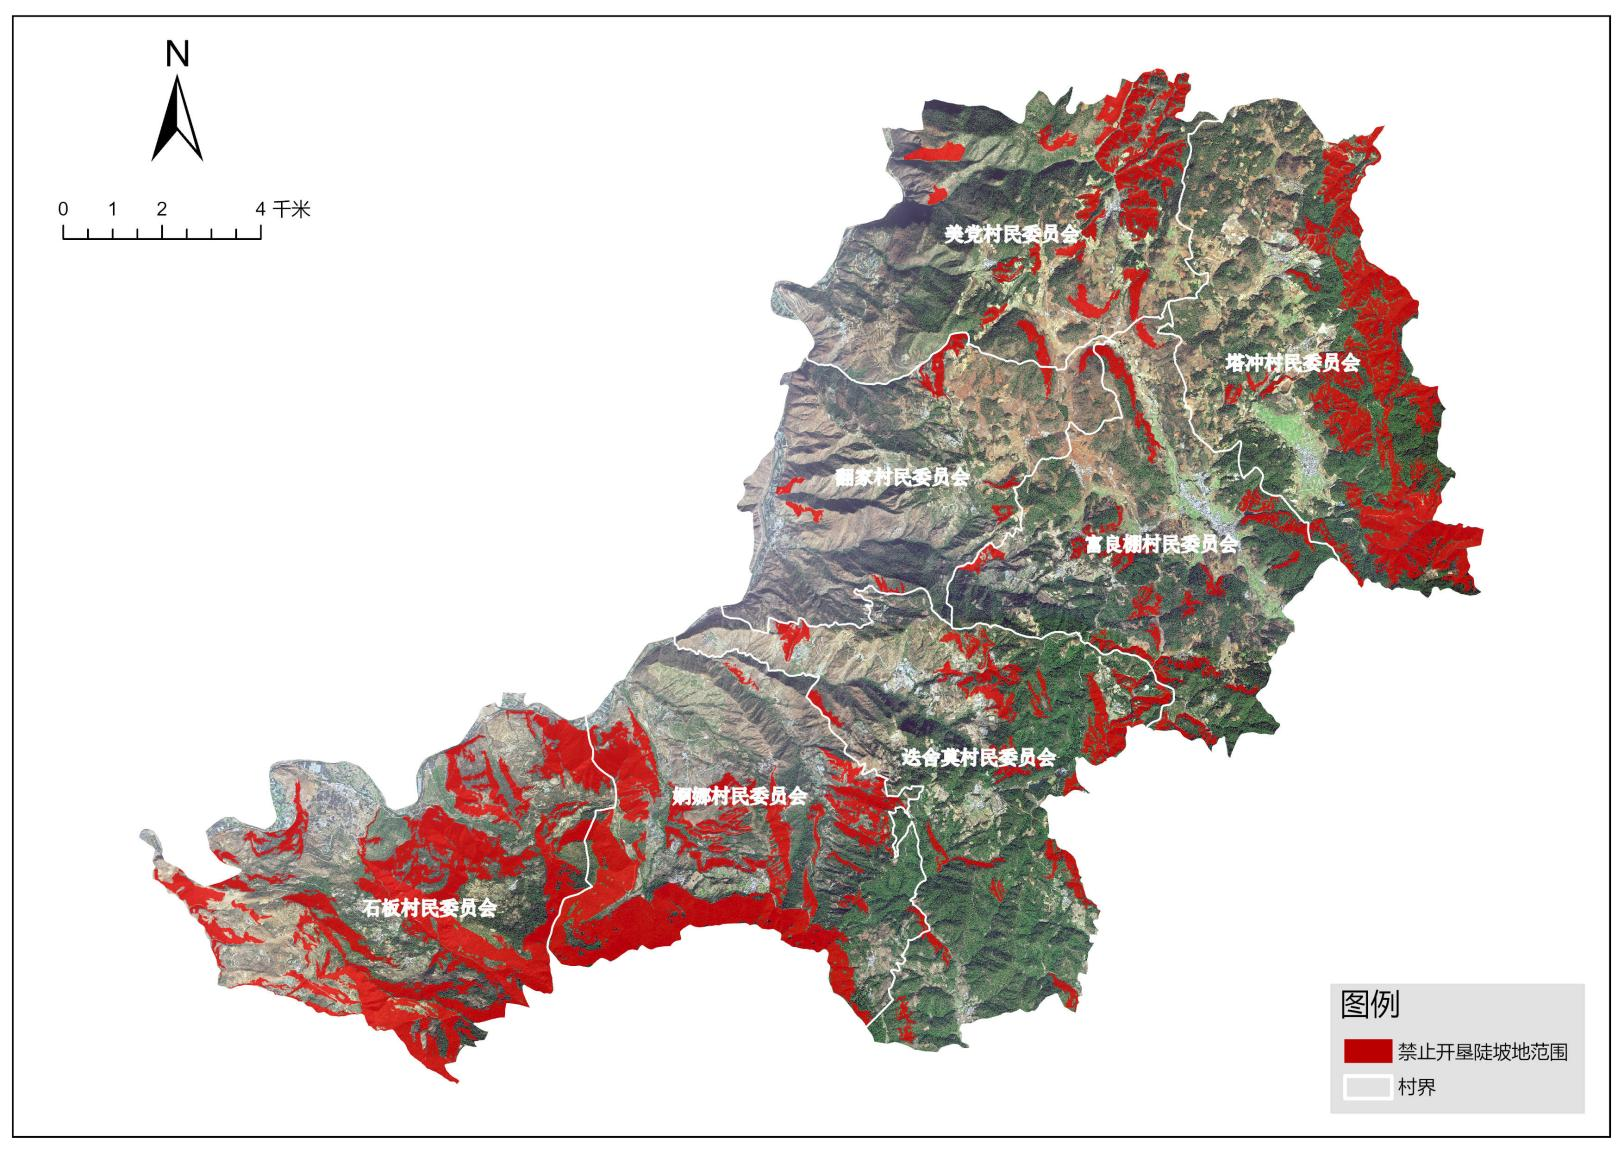 N
0 1 2 4 千米
美党村民委员会
塔冲村民委员会
翻家村民委员会
富良棚村民委员会
迭舍莫村民委员会
婀娜村民委员会
石板村民委员会
图例
禁止开垦陡坡地范围
村界